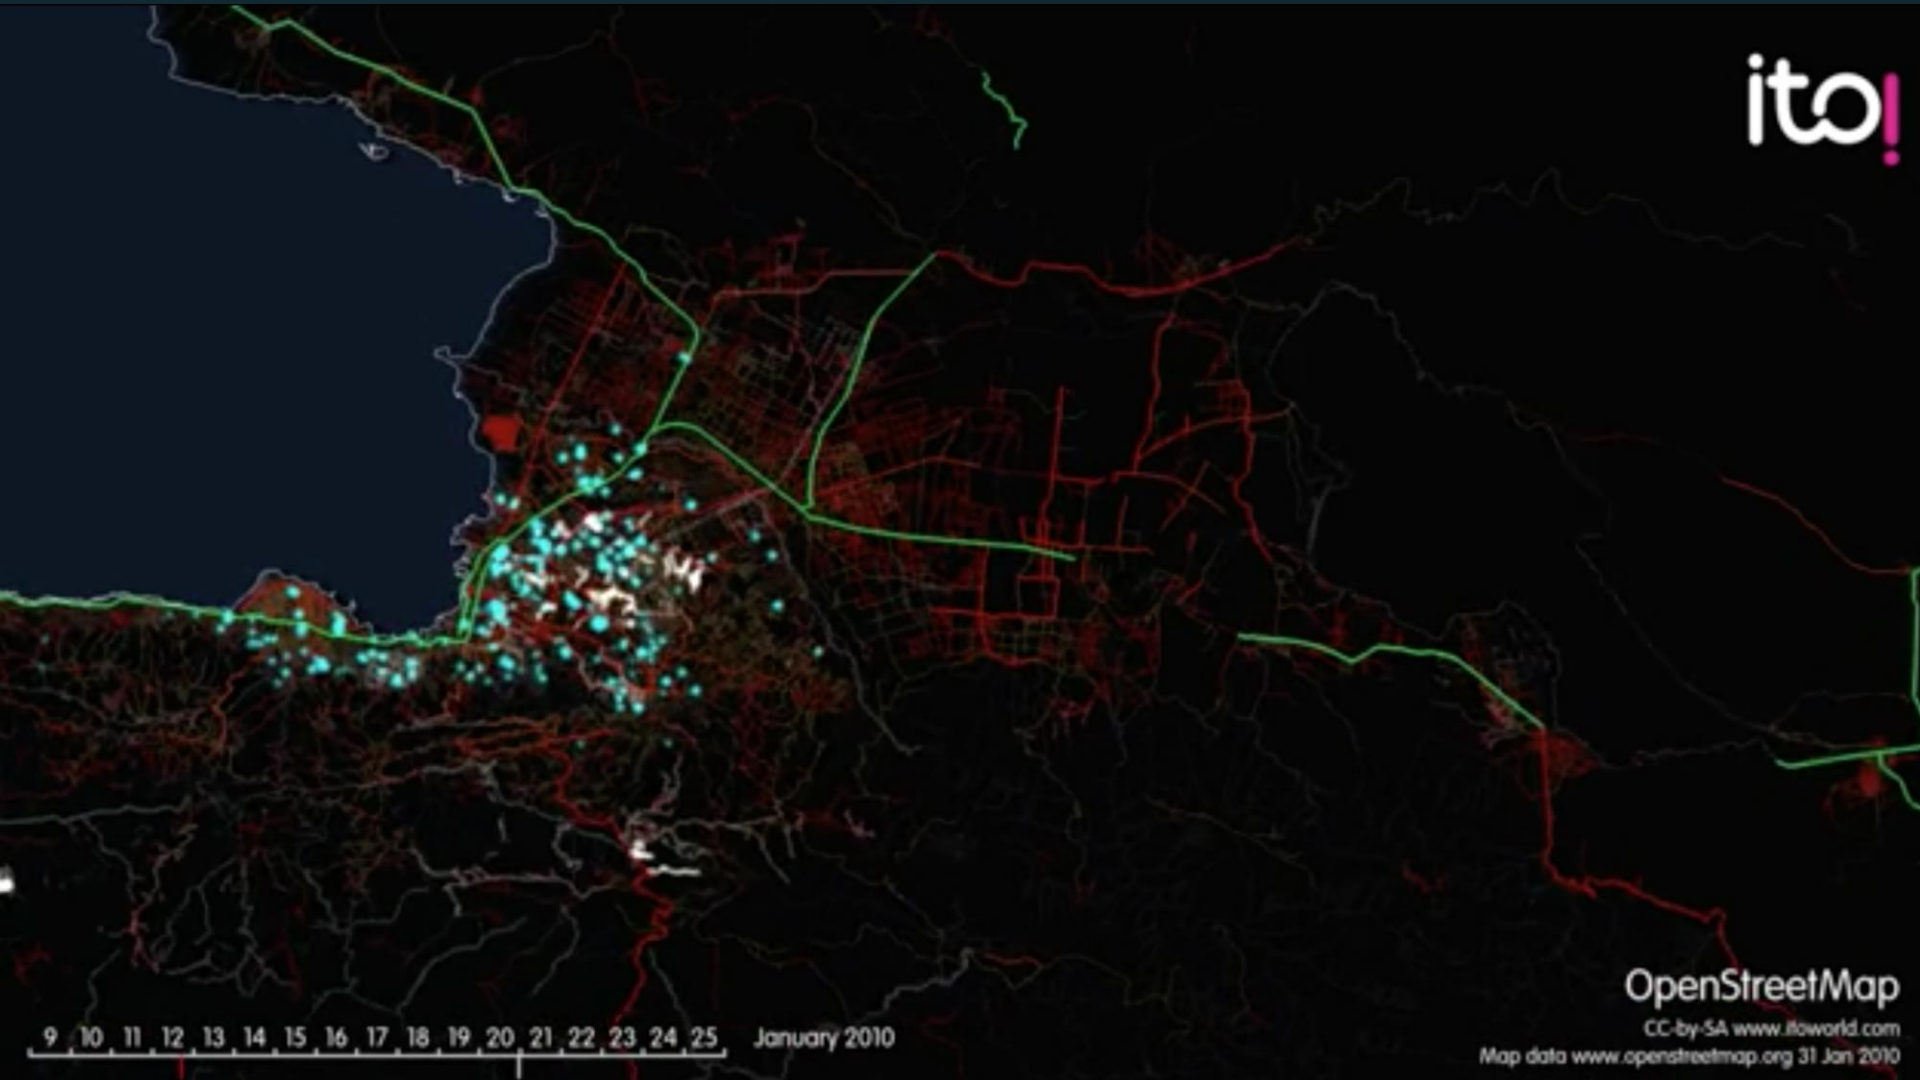 ito!
OpenStreetMap
CC-by-SA www.itoworld.com
9 10 11 12 13 14 15 16 17 18 19 20 21 22 23 24 25 January 2010
Map data www.openstreetmap.org 31 Jan 2010